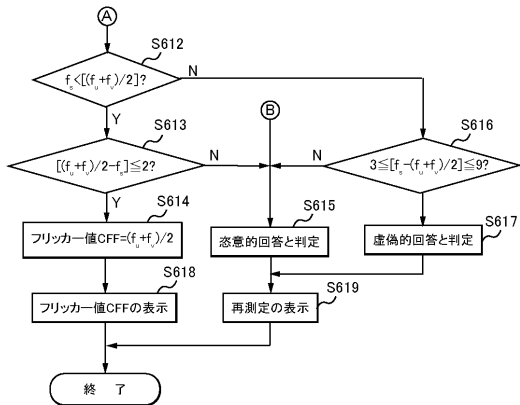 A
S612
fs<[(fu+fv)/2]?
N
Y
B
S613
[(fu+fv)/2-fs]≦2?
N
Y
S616
3≦[fs-(fu+fv)/2]≦9?
N
Y
S614
フリッカー値CFF=(fu+fv)/2
S615
恣意的回答と判定
S617
虚偽的回答と判定
S618
フリッカー値CFFの表示
S619
再測定の表示
終 了